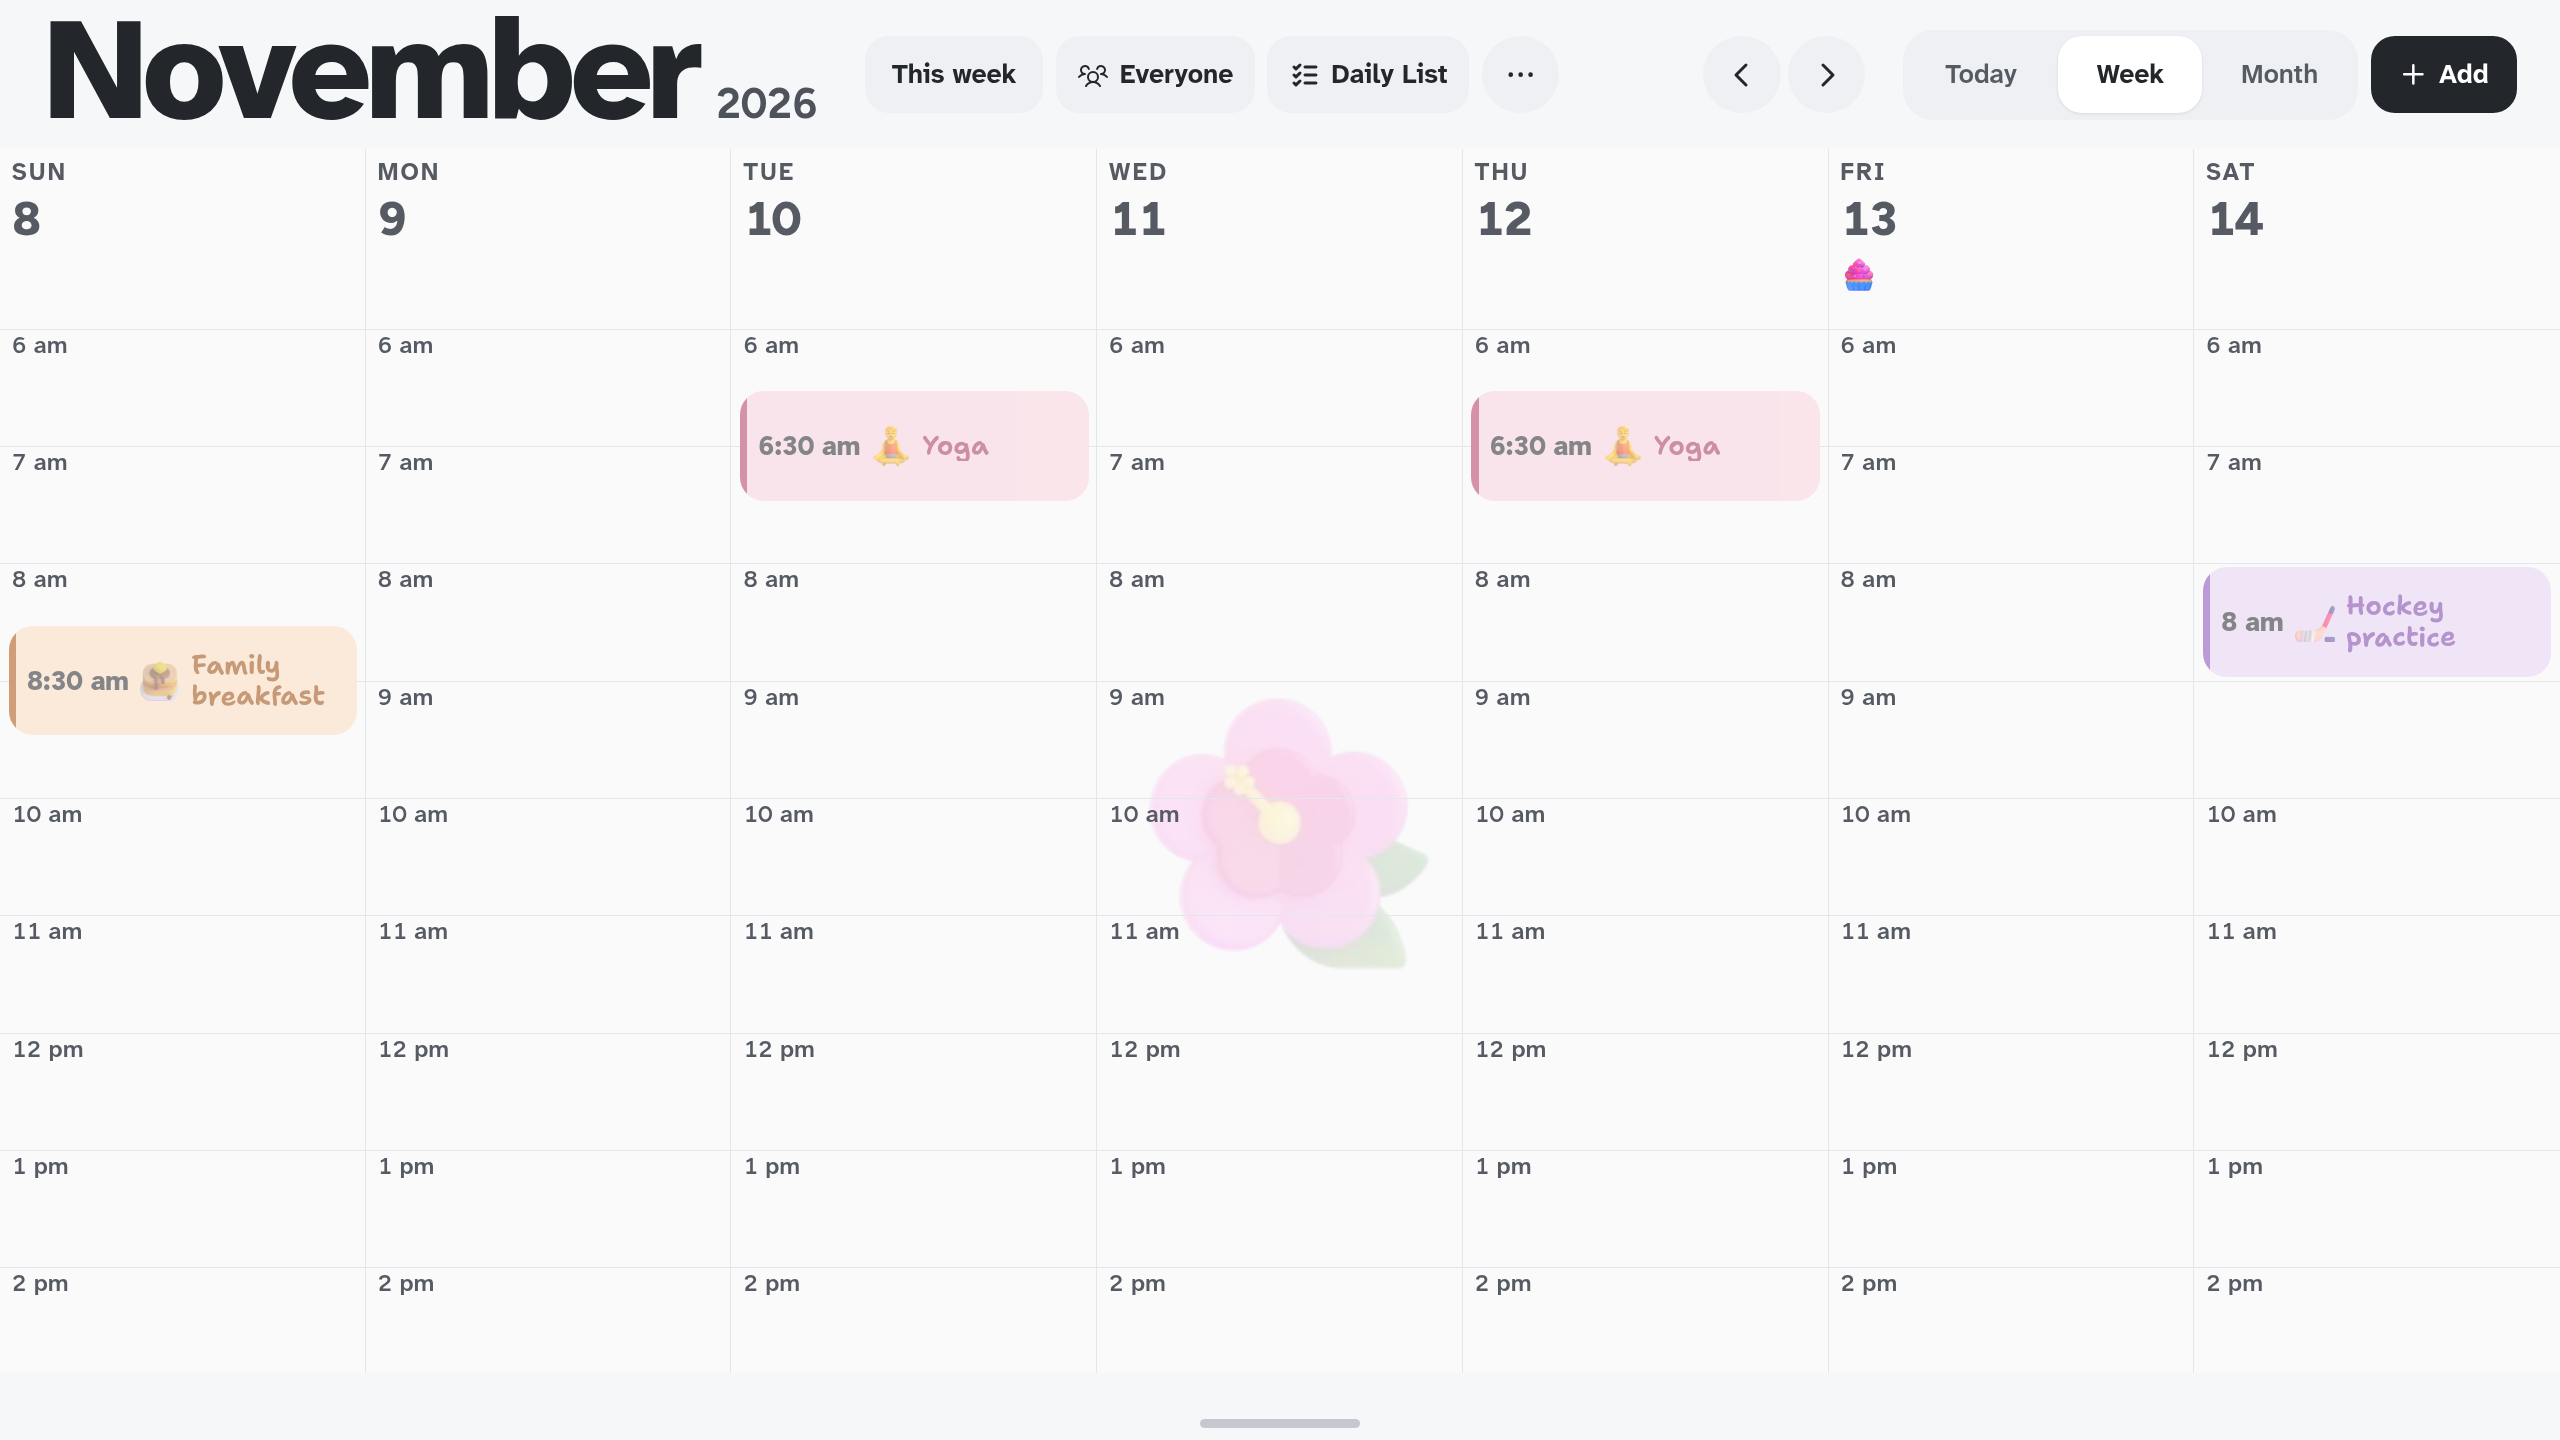 November 2026
This week
Everyone
Daily List
Today
Week
Month
Add
SUN MON TUE WED THU FRI SAT
8 9 10 11 12 13 14
6 am 6 am 6 am 6 am 6 am 6 am 6 am
6:30 am Yoga
6:30 am Yoga
7 am 7 am 7 am 7 am 7 am
8 am 8 am 8 am 8 am 8 am 8 am
8 am Hockey
practice
8:30 am Family
breakfast
9 am 9 am 9 am 9 am 9 am
10 am 10 am 10 am 10 am 10 am 10 am 10 am
11 am 11 am 11 am 11 am 11 am 11 am 11 am
12 pm 12 pm 12 pm 12 pm 12 pm 12 pm 12 pm
1 pm 1 pm 1 pm 1 pm 1 pm 1 pm 1 pm
2 pm 2 pm 2 pm 2 pm 2 pm 2 pm 2 pm